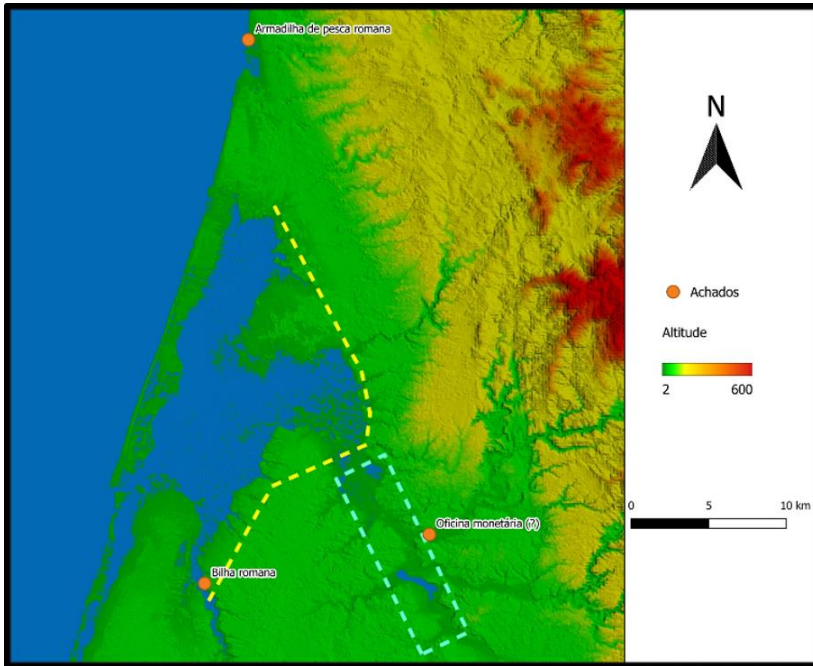 Armadilha de pesca romana
N
Achados
Altitude
2 600
0 5 10 km
Oficina monetária (?)
Bilha romana